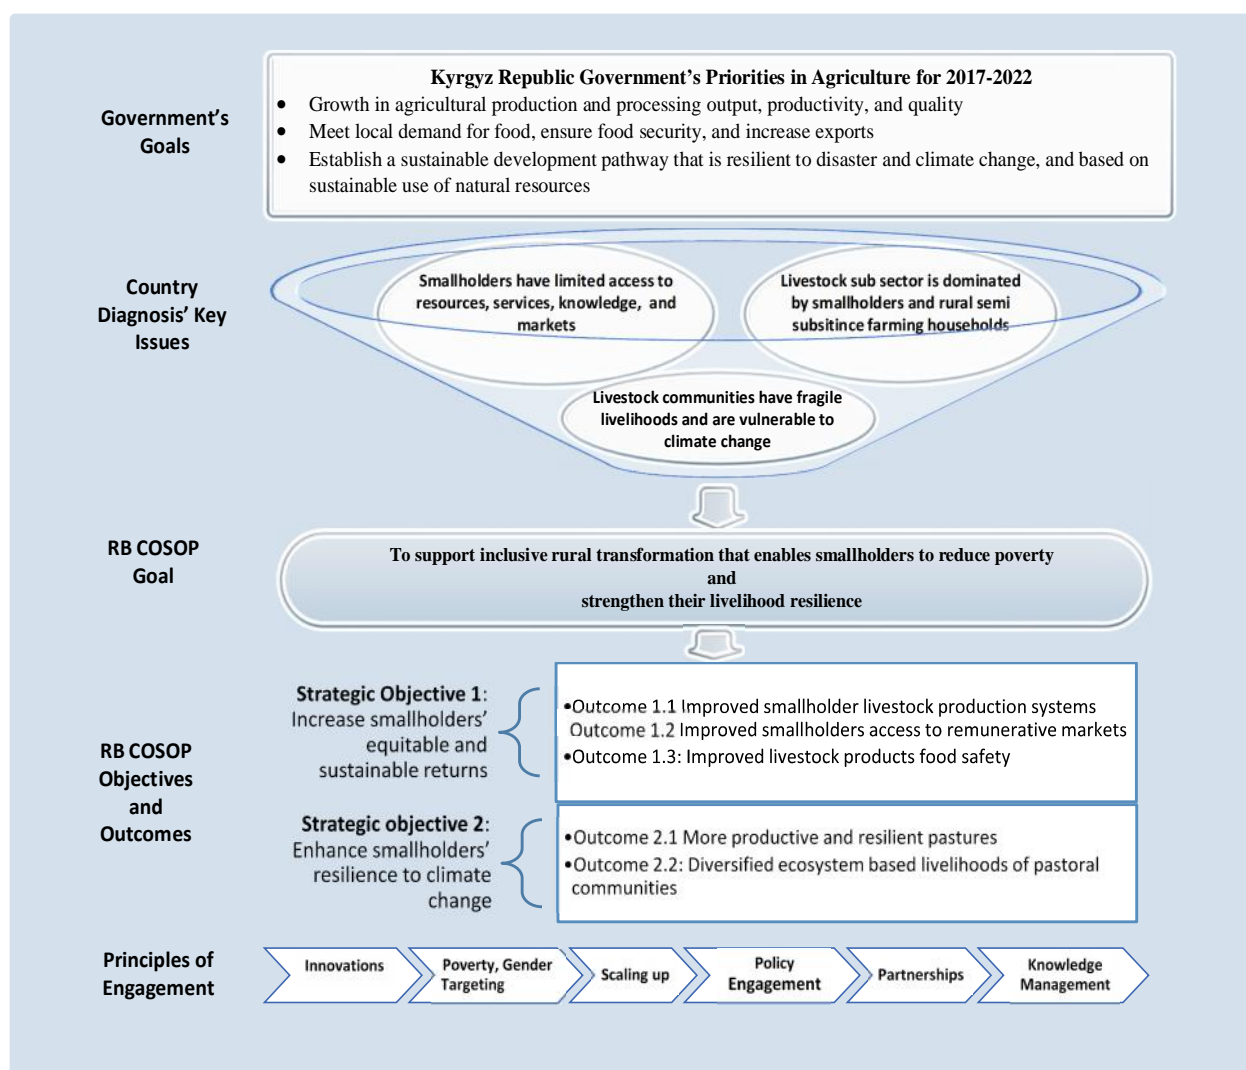 Kyrgyz Republic Government’s Priorities in Agriculture for 2017-2022
Government’s
Goals
• Growth in agricultural production and processing output, productivity, and quality
• Meet local demand for food, ensure food security, and increase exports
• Establish a sustainable development pathway that is resilient to disaster and climate change, and based on
sustainable use of natural resources
Country
Diagnosis’ Key
Issues
Smallholders have limited access to
resources, services, knowledge, and
markets
Livestock sub sector is dominated
by smallholders and rural semi
subsitince farming households
Livestock communities have fragile
livelihoods and are vulnerable to
climate change
RB COSOP
Goal
To support inclusive rural transformation that enables smallholders to reduce poverty
and
strengthen their livelihood resilience
RB COSOP
Objectives
and
Outcomes
Strategic Objective 1:
Increase smallholders’
equitable and
sustainable returns
•Outcome 1.1 Improved smallholder livestock production systems
Outcome 1.2 Improved smallholders access to remunerative markets
•Outcome 1.3: Improved livestock products food safety
Strategic objective 2:
Enhance smallholders’
resilience to climate
change
•Outcome 2.1 More productive and resilient pastures
•Outcome 2.2: Diversified ecosystem based livelihoods of pastoral
communities
Principles of
Engagement
Innovations
Poverty, Gender
Targeting
Scaling up
Policy
Engagement
Partnerships
Knowledge
Management